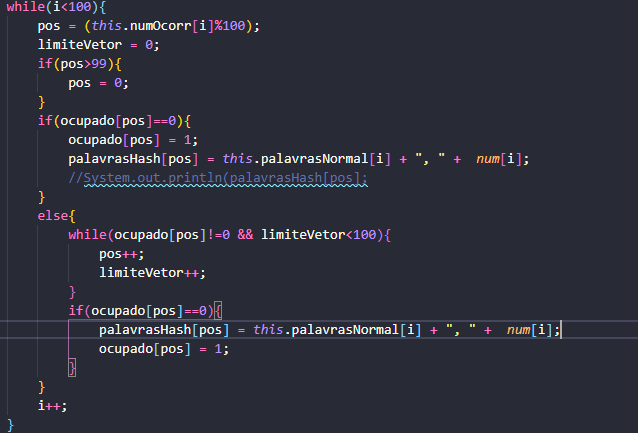 while(i<100){
pos = (this.numOcorr[i]%100);
limiteVetor = 0;
if(pos>99){
pos = 0;
}
if(ocupado[pos]==0){
ocupado[pos] = 1;
palavrasHash[pos] = this.palavrasNormal[i] + ", " +  num[i];
//System.out.println(palavrasHash[pos];
}
else{
while(ocupado[pos]!=0 && limiteVetor<100){
pos++;
limiteVetor++;
}
if(ocupado[pos]==0){
palavrasHash[pos] = this.palavrasNormal[i] + ", " +  num[i];
ocupado[pos] = 1;
}
}
i++;
}